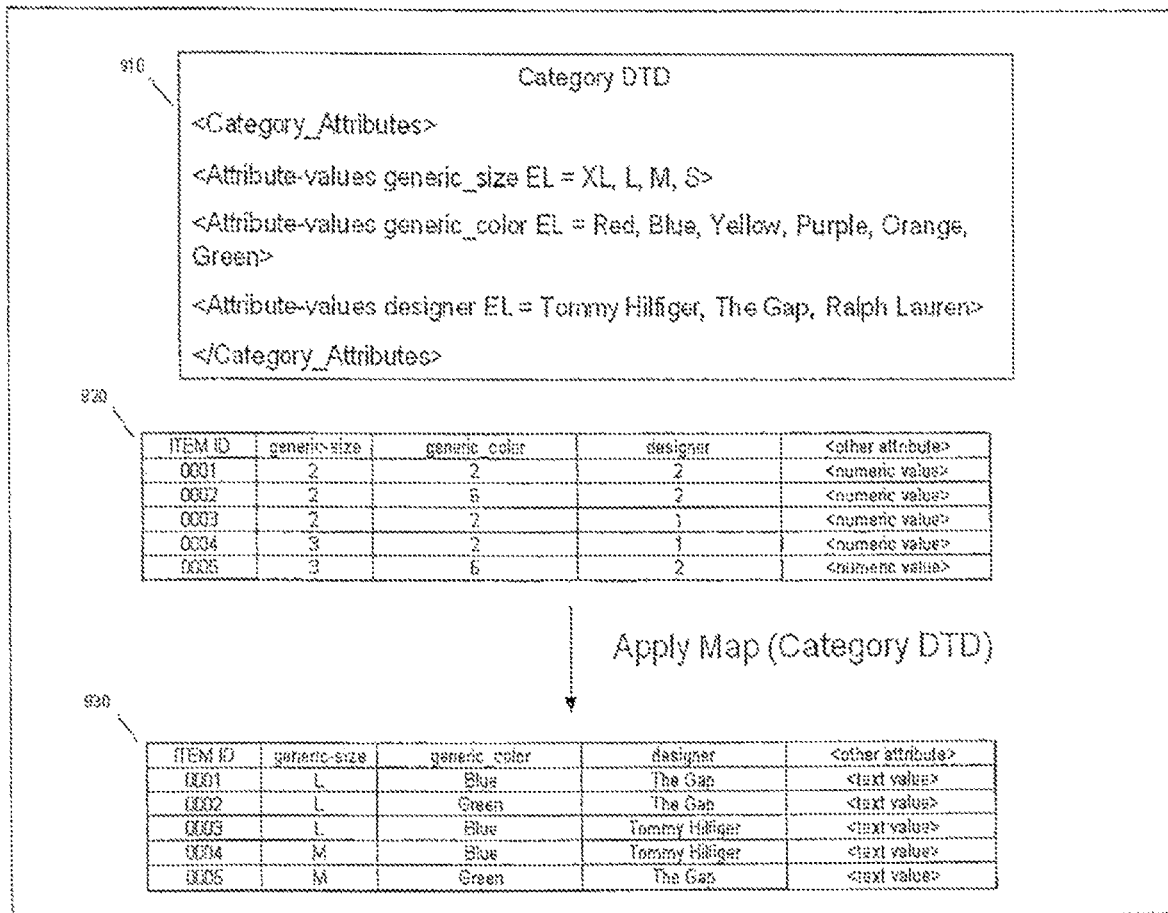 910
Category DTD
<Category_Attributes>
<Attribute-values generic_size EL = XL, L, M, S>
<Attribute-values generic_color EL = Red, Blue, Yellow, Purple, Orange,
Green>
<Attribute-values designer EL = Tommy Hilfiger, The Gap, Ralph Lauren>
</Category_Attributes>
920
ITEM ID generic-size generic_color designer <other attribute>
0001 2 2 2 <numeric value>
0002 2 6 2 <numeric value>
0003 2 2 1 <numeric value>
0004 3 2 1 <numeric value>
0005 3 6 2 <numeric value>
Apply Map (Category DTD)
930
ITEM ID generic-size generic_color designer <other attribute>
0001 L Blue The Gap <text value>
0002 L Green The Gap <text value>
0003 L Blue Tommy Hilfiger <text value>
0004 M Blue Tommy Hilfiger <text value>
0005 M Green The Gap <text value>